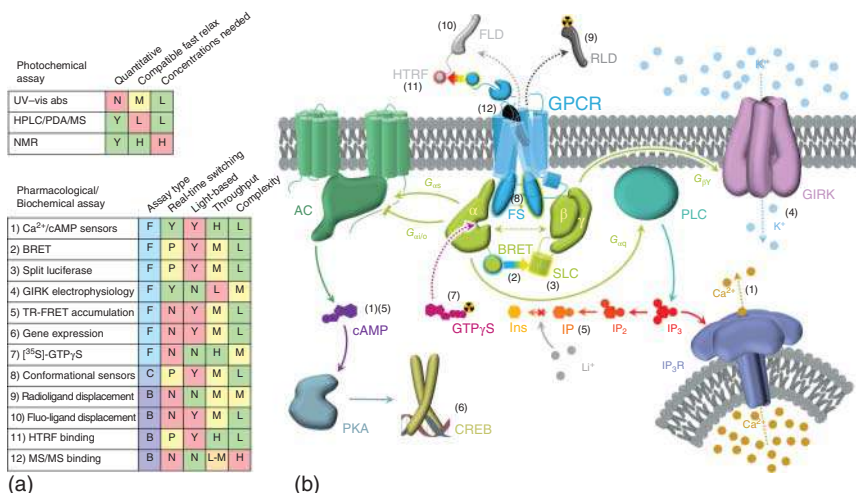 Photochemical assay
Quantitative
Compatible fast relax
Concentrations needed
UV–vis abs N M L
HPLC/PDA/MS Y L L
NMR Y H H
Pharmacological/ Biochemical assay
Assay type
Real-time switching
Light-based
Throughput
Complexity
1) Ca2+/cAMP sensors F Y Y H L
2) BRET F P Y M L
3) Split luciferase F P Y M L
4) GIRK electrophysiology F Y N L M
5) TR-FRET accumulation F N Y M L
6) Gene expression F N Y M L
7) [35S]-GTPγS F N N H M
8) Conformational sensors C P Y M L
9) Radioligand displacement B N N M M
10) Fluo-ligand displacement B N Y M L
11) HTRF binding B P Y H L
12) MS/MS binding B N N L-M H
(a)
(10)
FLD
(9)
RLD
HTRF
(11)
(12)
GPCR
K+
AC
Gαs
Gαi/o
α
(8)
FS
β
γ
Gβγ
PLC
GIRK
(4)
K+
BRET
SLC
(2)
(3)
Gαq
(1)(5)
cAMP
(7)
GTPγS
Ins
IP (5)
IP2
IP3
Li+
Ca2+
(1)
IP3R
Ca2+
PKA
(6)
CREB
(b)